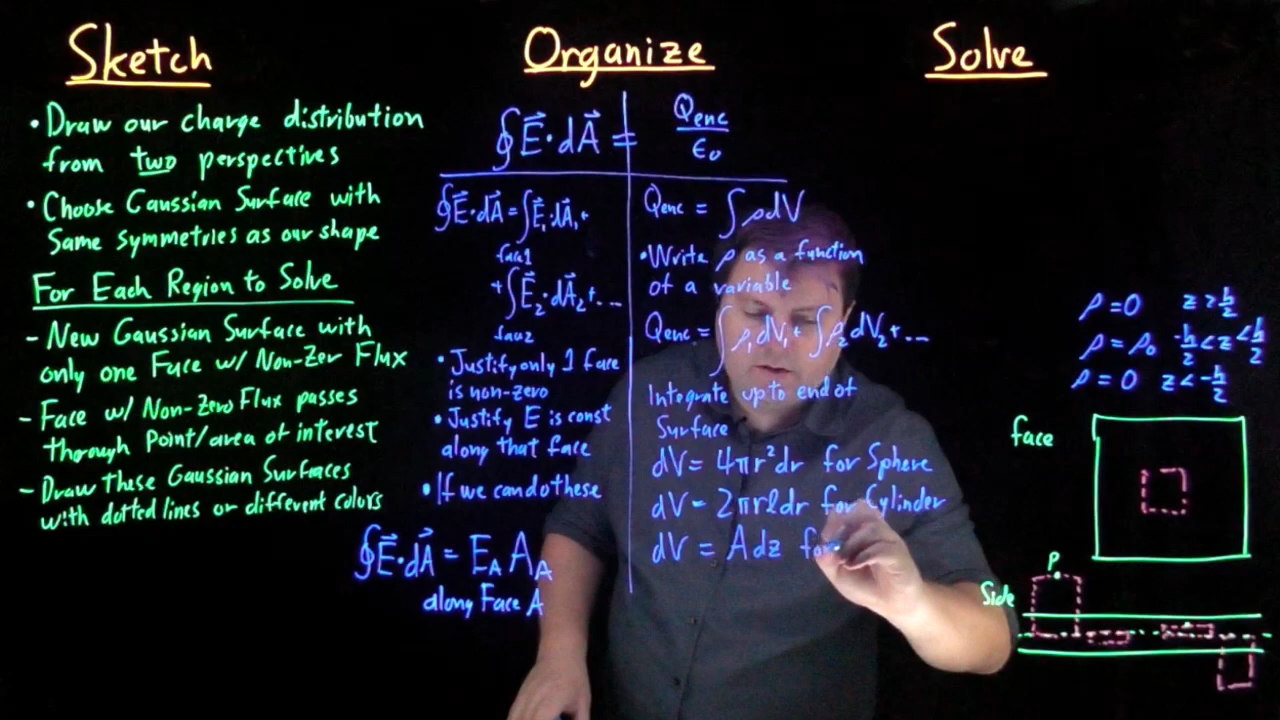 Sketch
• Draw our charge distribution
from two perspectives
• Choose Gaussian Surface with
Same symmetries as our shape
For Each Region to Solve
- New Gaussian Surface with
only one Face w/ Non-Zer Flux
- Face w/ Non-Zero Flux passes
thorough point/area of interest
- Draw these Gaussian Surfraces
with dotted lines or different colors
Organize
∮E⃗·dA⃗ = Qenc/ε₀
∮E⃗·dA⃗ = ∫E⃗₁·dA⃗₁+
face1
+∫E⃗₂·dA⃗₂+...
face2
• Justify only 1 face
is non-zero
• Justify E is const
along that face
• If we can do these
∮E⃗·dA⃗ = E_A A_A
along Face A
Qenc = ∫ρdV
• Write ρ as a function
of a variable
Qenc = ∫ρ₁dV₁+ ∫ρ₂dV₂+...
Integrate up to end of
Surface
dV = 4πr²dr for Sphere
dV = 2πrldr for Cylinder
dV = Adz for
Solve
ρ=0 z>h/2
ρ=ρ₀ -h/2<z<h/2
ρ=0 z<-h/2
face
P
Side